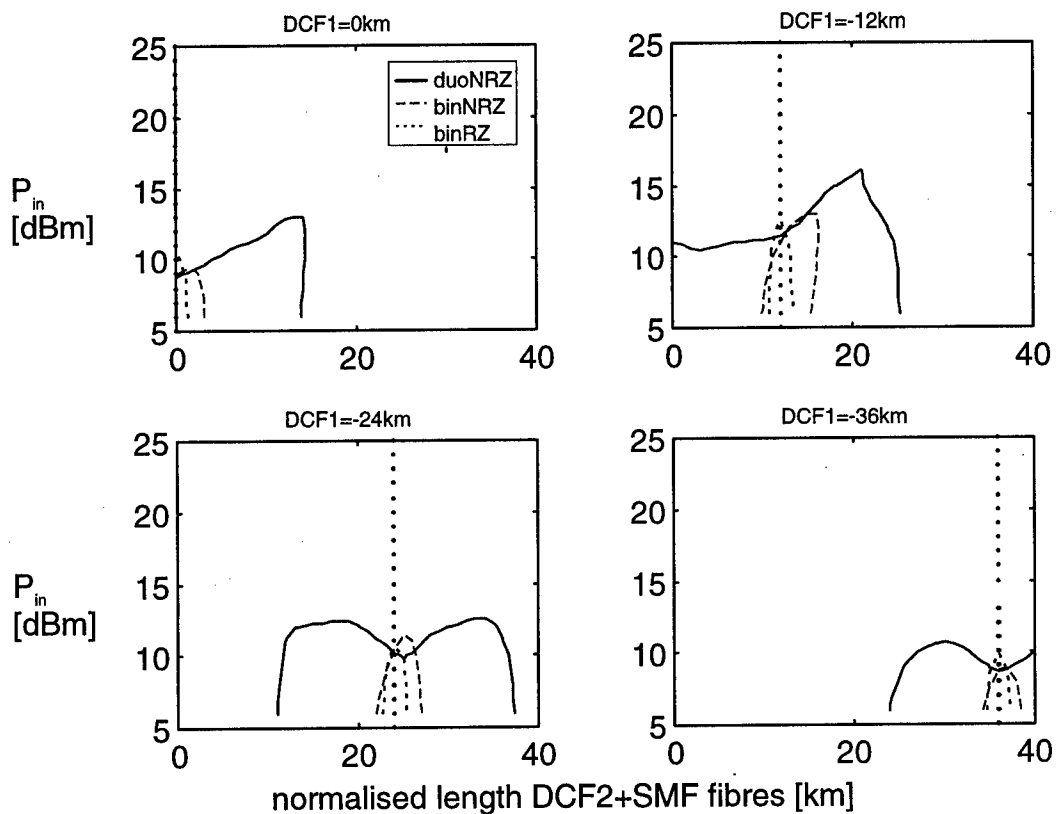 DCF1=0km
DCF1=-12km
25
20
15
10
5
0
20
40
duoNRZ
binNRZ
binRZ
25
20
15
10
5
0
20
40
P_in
[dBm]
DCF1=-24km
DCF1=-36km
25
20
15
10
5
0
20
40
25
20
15
10
5
0
20
40
P_in
[dBm]
normalised length DCF2+SMF fibres [km]